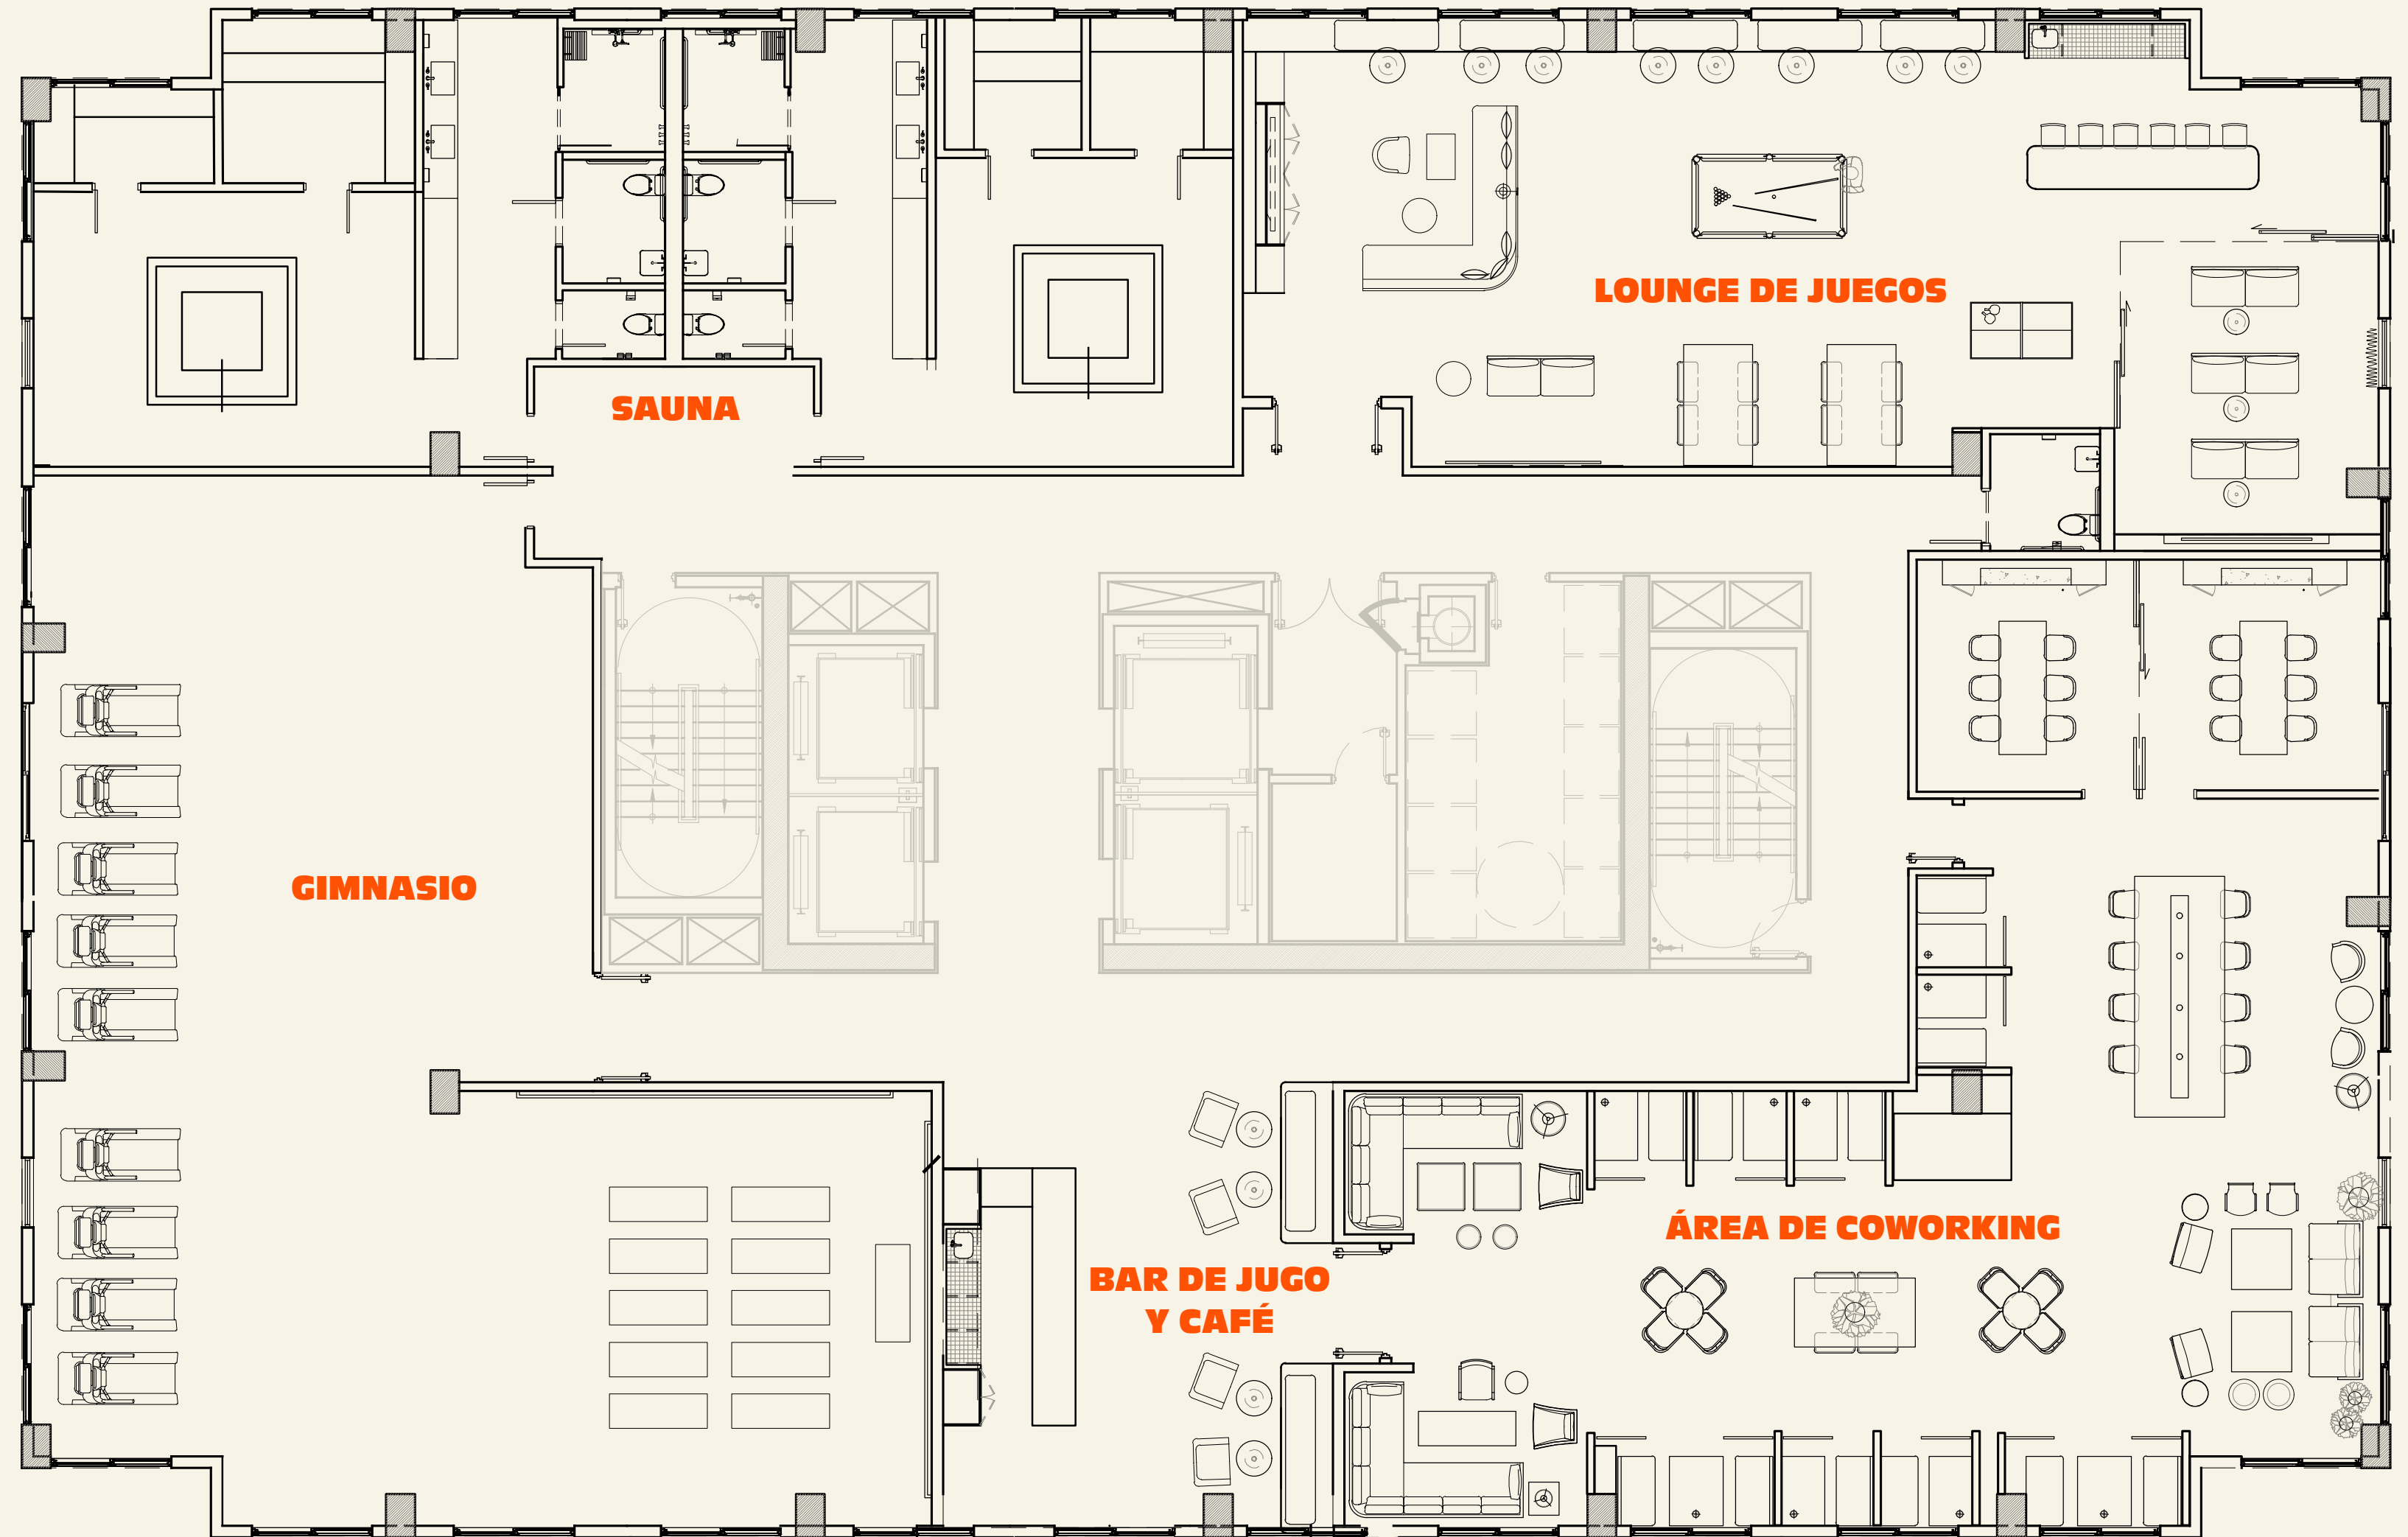 LOUNGE DE JUEGOS
SAUNA
GIMNASIO
ÁREA DE COWORKING
BAR DE JUGO
Y CAFÉ